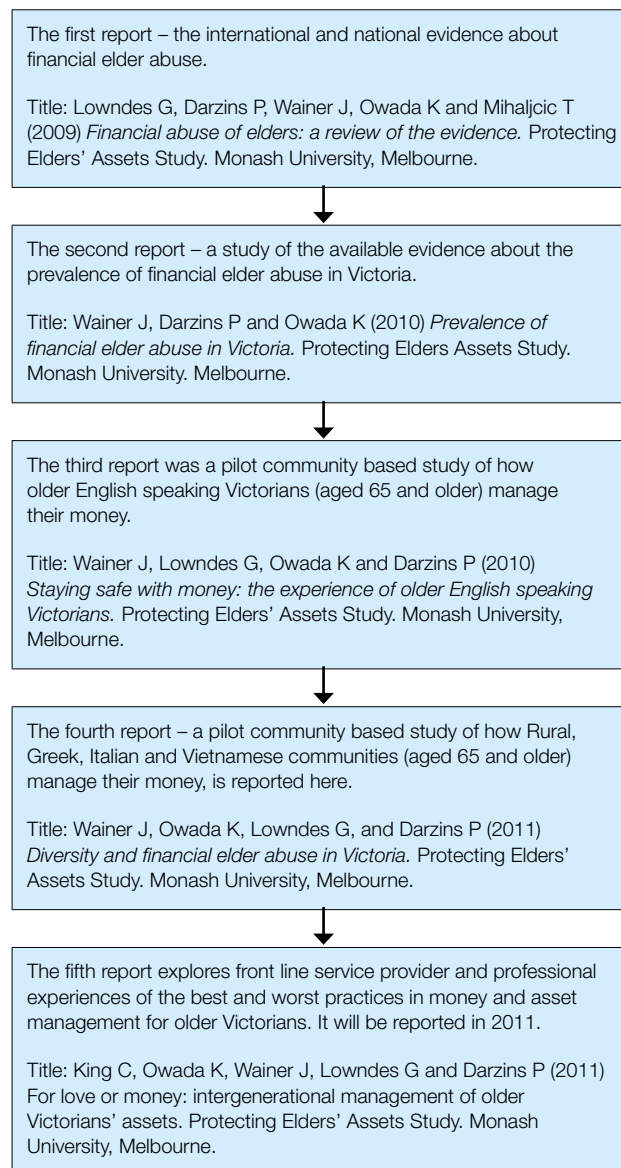 The first report – the international and national evidence about
financial elder abuse.
Title: Lowndes G, Darzins P, Wainer J, Owada K and Mihaljcic T
(2009) Financial abuse of elders: a review of the evidence. Protecting
Elders’ Assets Study. Monash University, Melbourne.
The second report – a study of the available evidence about the
prevalence of financial elder abuse in Victoria.
Title: Wainer J, Darzins P and Owada K (2010) Prevalence of
financial elder abuse in Victoria. Protecting Elders Assets Study.
Monash University. Melbourne.
The third report was a pilot community based study of how
older English speaking Victorians (aged 65 and older) manage
their money.
Title: Wainer J, Lowndes G, Owada K and Darzins P (2010)
Staying safe with money: the experience of older English speaking
Victorians. Protecting Elders’ Assets Study. Monash University,
Melbourne.
The fourth report – a pilot community based study of how Rural,
Greek, Italian and Vietnamese communities (aged 65 and older)
manage their money, is reported here.
Title: Wainer J, Owada K, Lowndes G, and Darzins P (2011)
Diversity and financial elder abuse in Victoria. Protecting Elders’
Assets Study. Monash University, Melbourne.
The fifth report explores front line service provider and professional
experiences of the best and worst practices in money and asset
management for older Victorians. It will be reported in 2011.
Title: King C, Owada K, Wainer J, Lowndes G and Darzins P (2011)
For love or money: intergenerational management of older
Victorians’ assets. Protecting Elders’ Assets Study. Monash
University, Melbourne.